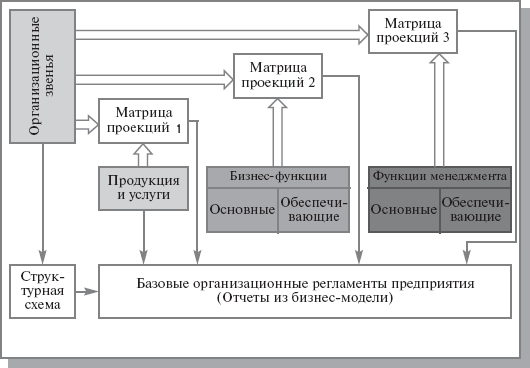 Организационные
звенья
Матрица
проекций 3
Матрица
проекций 2
Матрица
проекций 1
Продукция
и услуги
Бизнес-функции
Основные
Обеспечи-
вающие
Функции менеджмента
Основные
Обеспечи-
вающие
Струк-
турная
схема
Базовые организационные регламенты предприятия
(Отчеты из бизнес-модели)